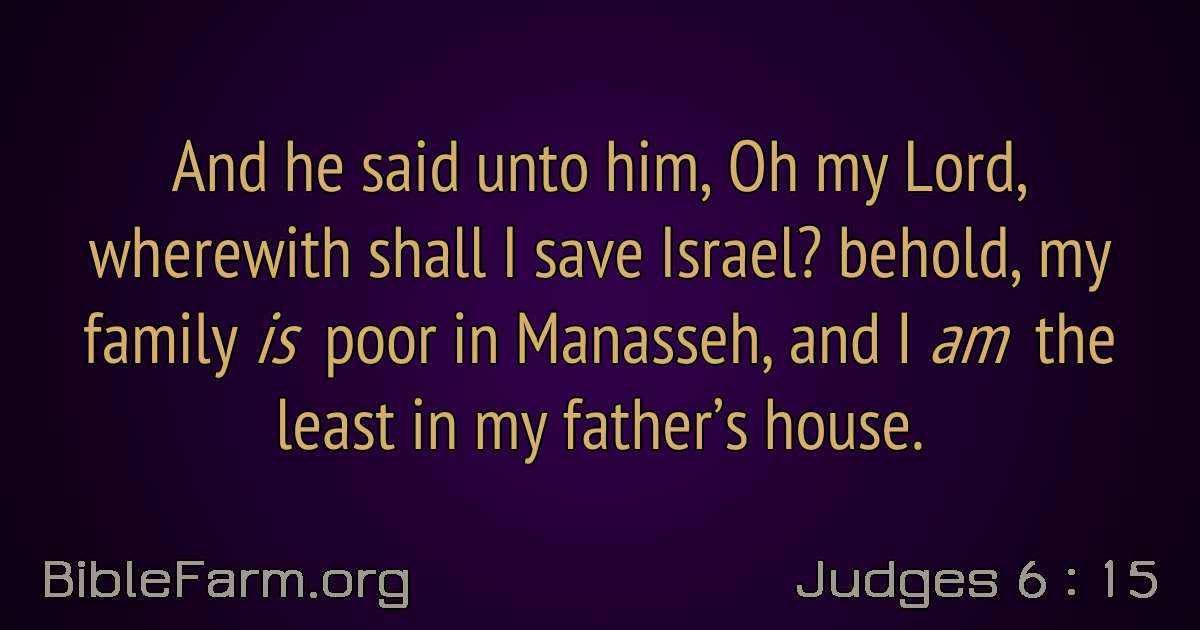 And he said unto him, Oh my Lord,
wherewith shall I save Israel? behold, my
family is poor in Manasseh, and I am the
least in my father’s house.
BibleFarm.org
Judges 6 : 15